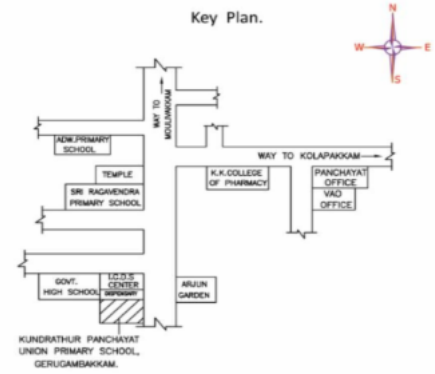 Key Plan.
N
W
E
S
WAY TO
MOULIVAKKAM
ADW.PRIMARY
SCHOOL
WAY TO KOLAPAKKAM
TEMPLE
K.K.COLLEGE
OF PHARMACY
PANCHAYAT
OFFICE
SRI RAGAVENDRA
PRIMARY SCHOOL
VAO
OFFICE
GOVT.
HIGH SCHOOL
I.C.D.S
CENTER
DISPENSARY
ARJUN
GARDEN
KUNDRATHUR PANCHAYAT
UNION PRIMARY SCHOOL,
GERUGAMBAKKAM.